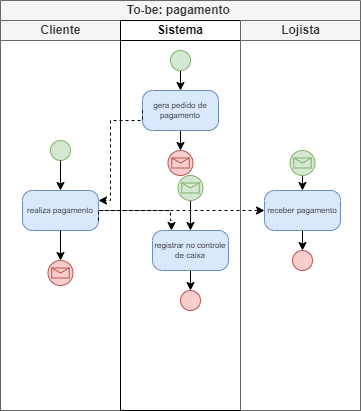 To-be: pagamento
Cliente
Sistema
Lojista
gera pedido de
pagamento
realiza pagamento
receber pagamento
registrar no controle
de caixa